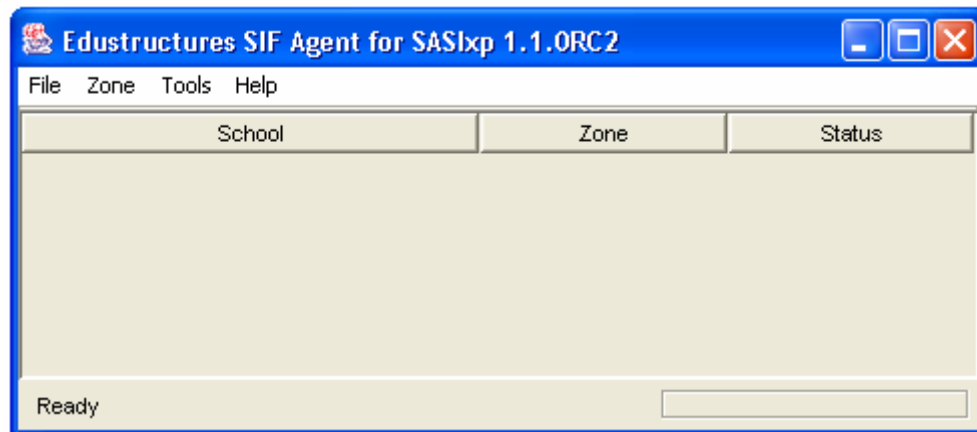 Edustructures SIF Agent for SASIxp 1.1.0RC2
File Zone Tools Help
School Zone Status
Ready